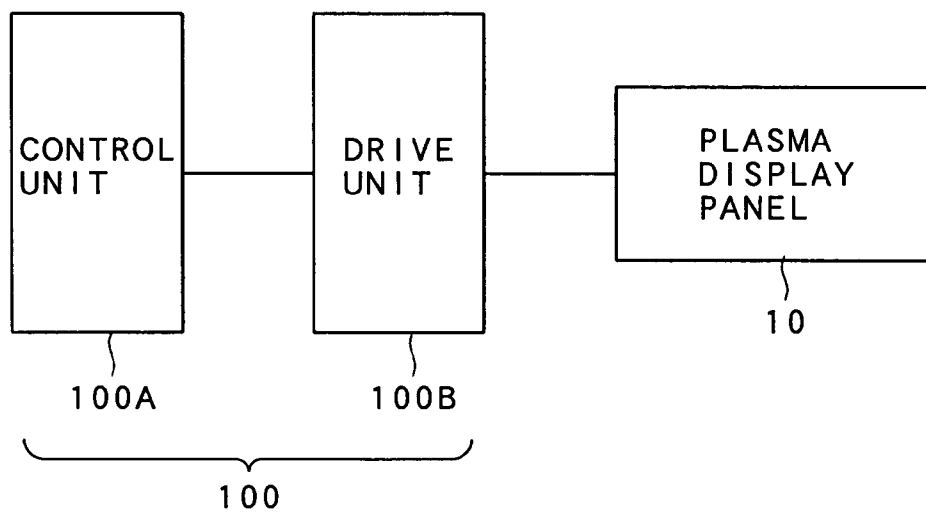 CONTROL
UNIT
DRIVE
UNIT
PLASMA
DISPLAY
PANEL
10
100A
100B
100